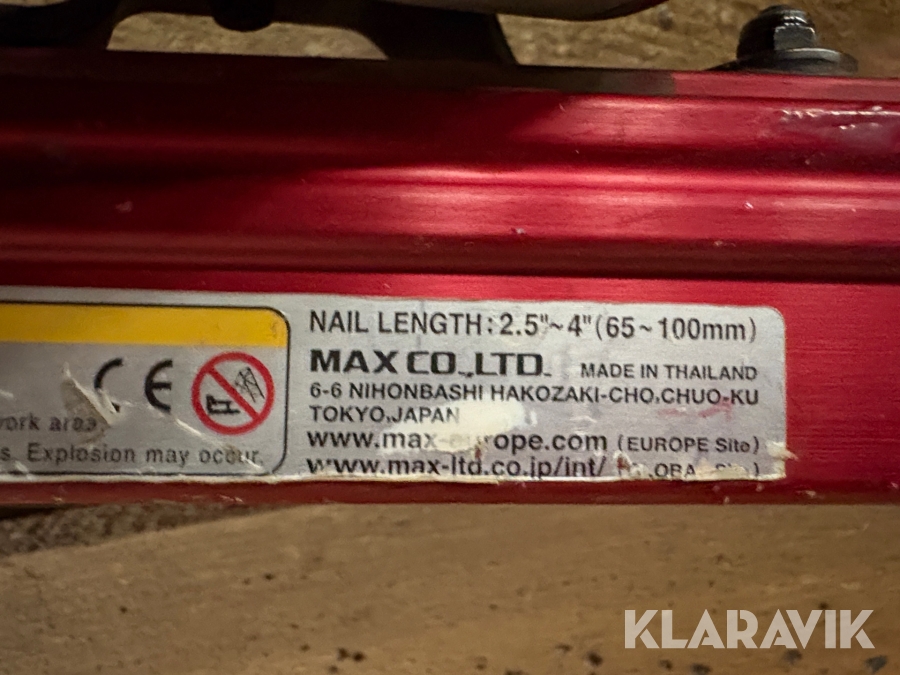 NAIL LENGTH: 2.5"~4" (65~100mm)
MAX CO.,LTD. MADE IN THAILAND
6-6 NIHONBASHI HAKOZAKI-CHO,CHUO-KU
TOKYO,JAPAN
www.max-europe.com (EUROPE Site)
www.max-ltd.co.jp/int/
CE
work area.
s. Explosion may occur.
KLARAVIK